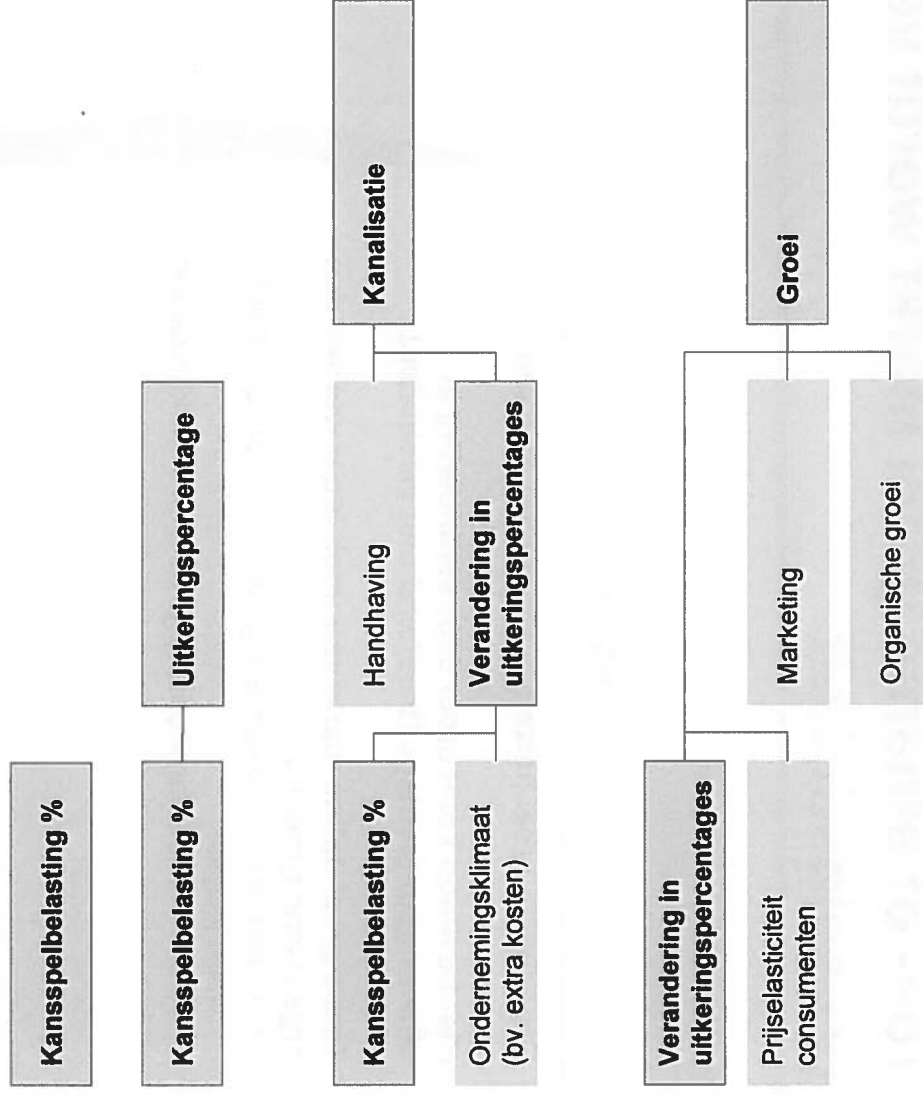 Kansspelbelasting %
Kansspelbelasting %
Uitkeringspercentage
Kansspelbelasting %
Ondernemingsklimaat
(bv. extra kosten)
Handhaving
Verandering in
uitkeringspercentages
Kanalisatie
Verandering in
uitkeringspercentages
Prijselasticiteit
consumenten
Marketing
Organische groei
Groei